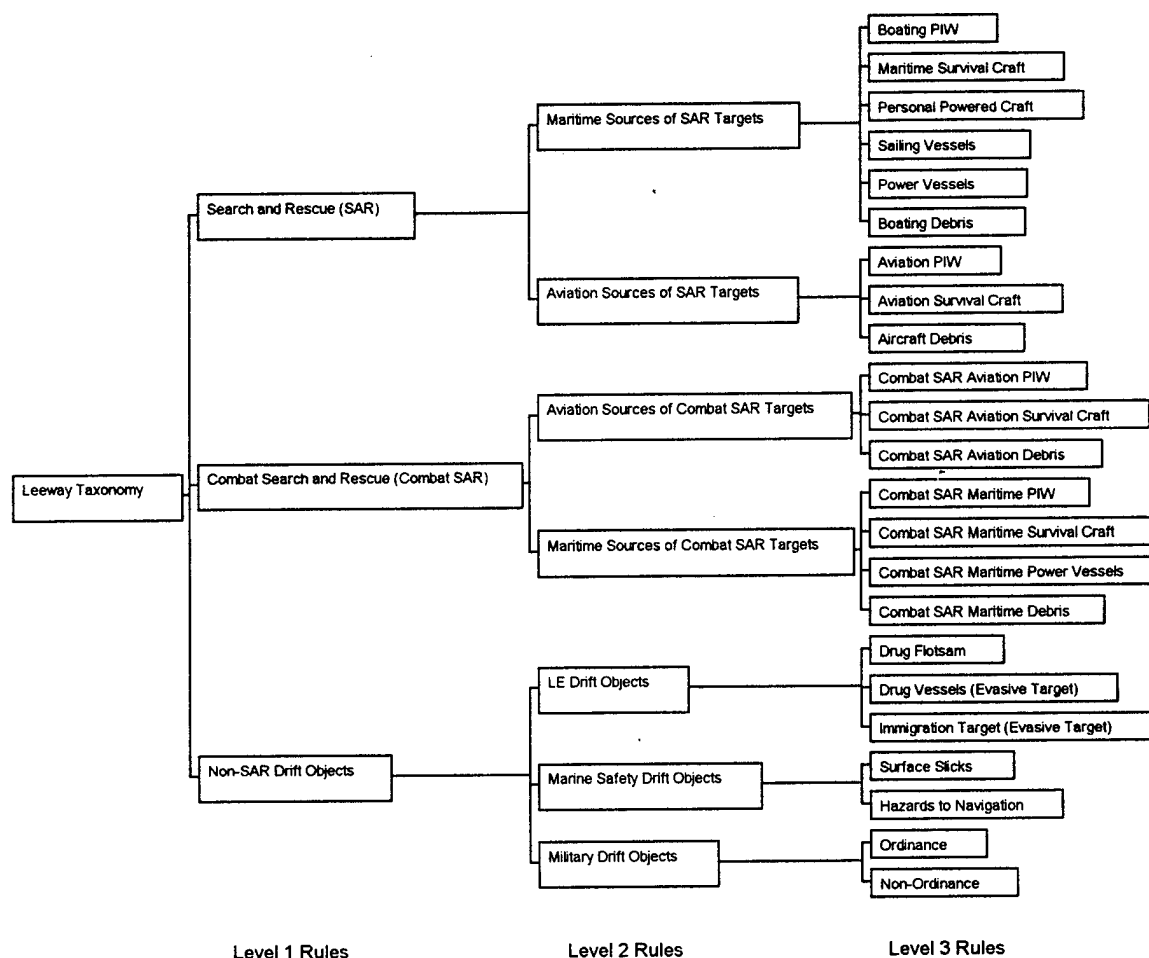 Boating PIW
Maritime Survival Craft
Personal Powered Craft
Maritime Sources of SAR Targets
Sailing Vessels
Power Vessels
Search and Rescue (SAR)
Boating Debris
Aviation PIW
Aviation Sources of SAR Targets
Aviation Survival Craft
Aircraft Debris
Combat SAR Aviation PIW
Aviation Sources of Combat SAR Targets
Combat SAR Aviation Survival Craft
Combat SAR Aviation Debris
Leeway Taxonomy
Combat Search and Rescue (Combat SAR)
Combat SAR Maritime PIW
Combat SAR Maritime Survival Craft
Maritime Sources of Combat SAR Targets
Combat SAR Maritime Power Vessels
Combat SAR Maritime Debris
Drug Flotsam
LE Drift Objects
Drug Vessels (Evasive Target)
Immigration Target (Evasive Target)
Non-SAR Drift Objects
Surface Slicks
Marine Safety Drift Objects
Hazards to Navigation
Ordinance
Military Drift Objects
Non-Ordinance
Level 1 Rules
Level 2 Rules
Level 3 Rules